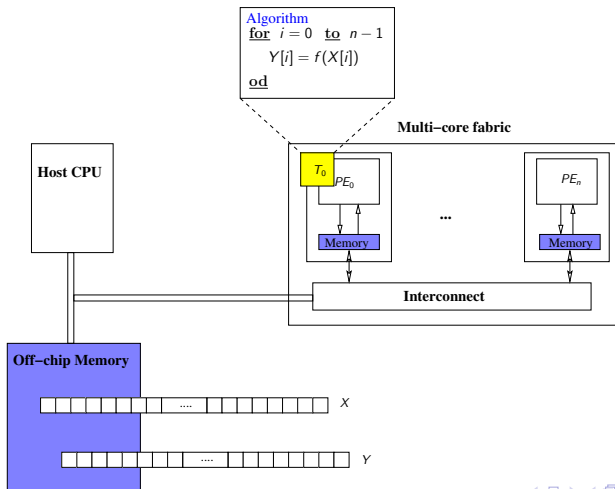 Algorithm
for i = 0 to n − 1
Y[i] = f(X[i])
od
Multi−core fabric
Host CPU
T0
PE0
PEn
...
Memory
Memory
Interconnect
Off−chip Memory
....
X
....
Y